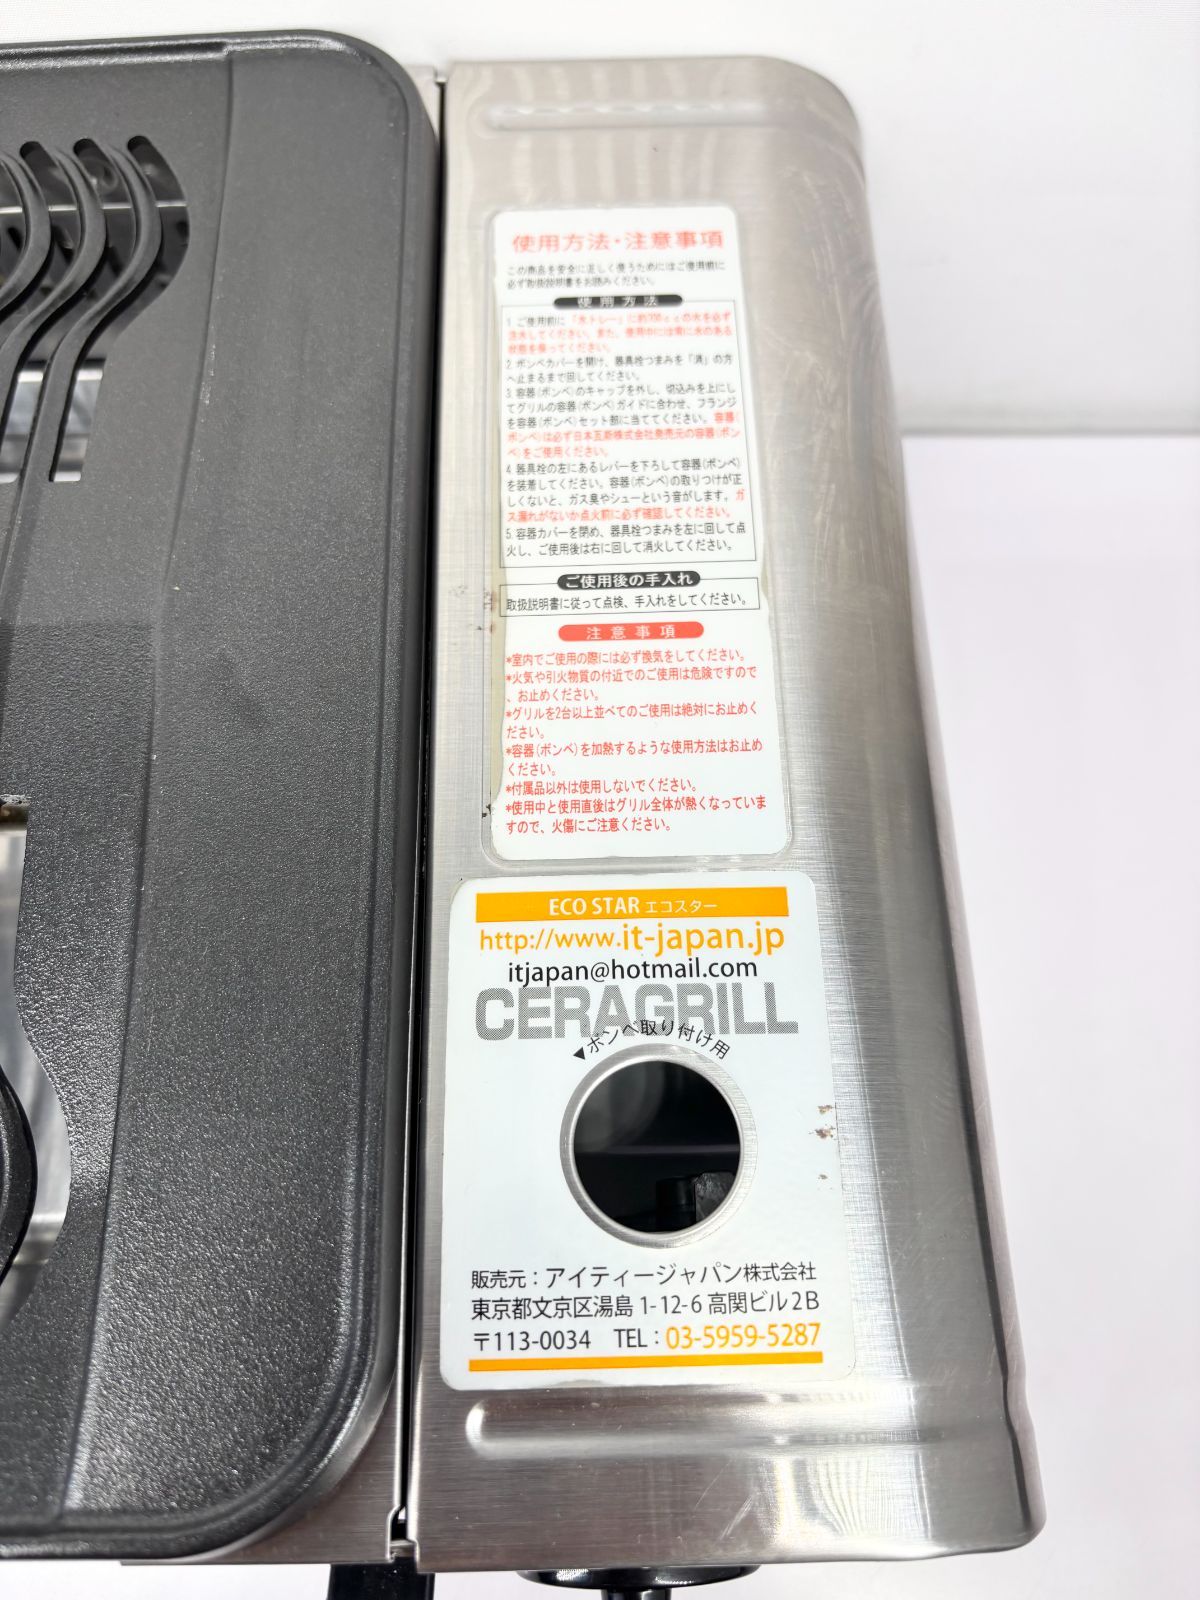 使用方法・注意事項
この商品を安全に正しく使うためにはご使用前に
必ず取扱説明書をお読みください。
使用方法
1. ご使用前に「水トレー」に約700ccの水を必ず
注水してください。また、使用中には常に水のある
状態を保ってください。
2. ボンベカバーを開け、器具栓つまみを「消」の方
へ止まるまで回してください。
3. 容器(ボンベ)のキャップを外し、切込みを上にし
てグリルの容器(ボンベ)ガイドに合わせ、フランジ
を容器(ボンベ)セット部に当ててください。容器(
ボンベ)は必ず日本瓦斯株式会社発売元の容器(ボン
ベ)をご使用ください。
4. 器具栓の左にあるレバーを下ろして容器(ボンベ)
を装着してください。容器(ボンベ)の取りつけが正
しくないと、ガス臭やシューという音がします。ガ
ス漏れがないか点火前に必ず確認してください。
5. 容器カバーを閉め、器具栓つまみを左に回して点
火し、ご使用後は右に回して消火してください。
ご使用後の手入れ
取扱説明書に従って点検、手入れをしてください。
注意事項
*室内でご使用の際には必ず換気をしてください。
*火気や引火物質の付近でのご使用は危険ですので
、お止めください。
*グリルを2台以上並べてのご使用は絶対にお止めく
ださい。
*容器(ボンベ)を加熱するような使用方法はお止め
ください。
*付属品以外は使用しないでください。
*使用中と使用直後はグリル全体が熱くなっていま
すので、火傷にご注意ください。
ECO STAR エコスター
http://www.it-japan.jp
itjapan@hotmail.com
CERAGRILL
▼ボンベ取り付け用
販売元：アイティージャパン株式会社
東京都文京区湯島 1-12-6 高関ビル2B
〒113-0034 TEL：03-5959-5287